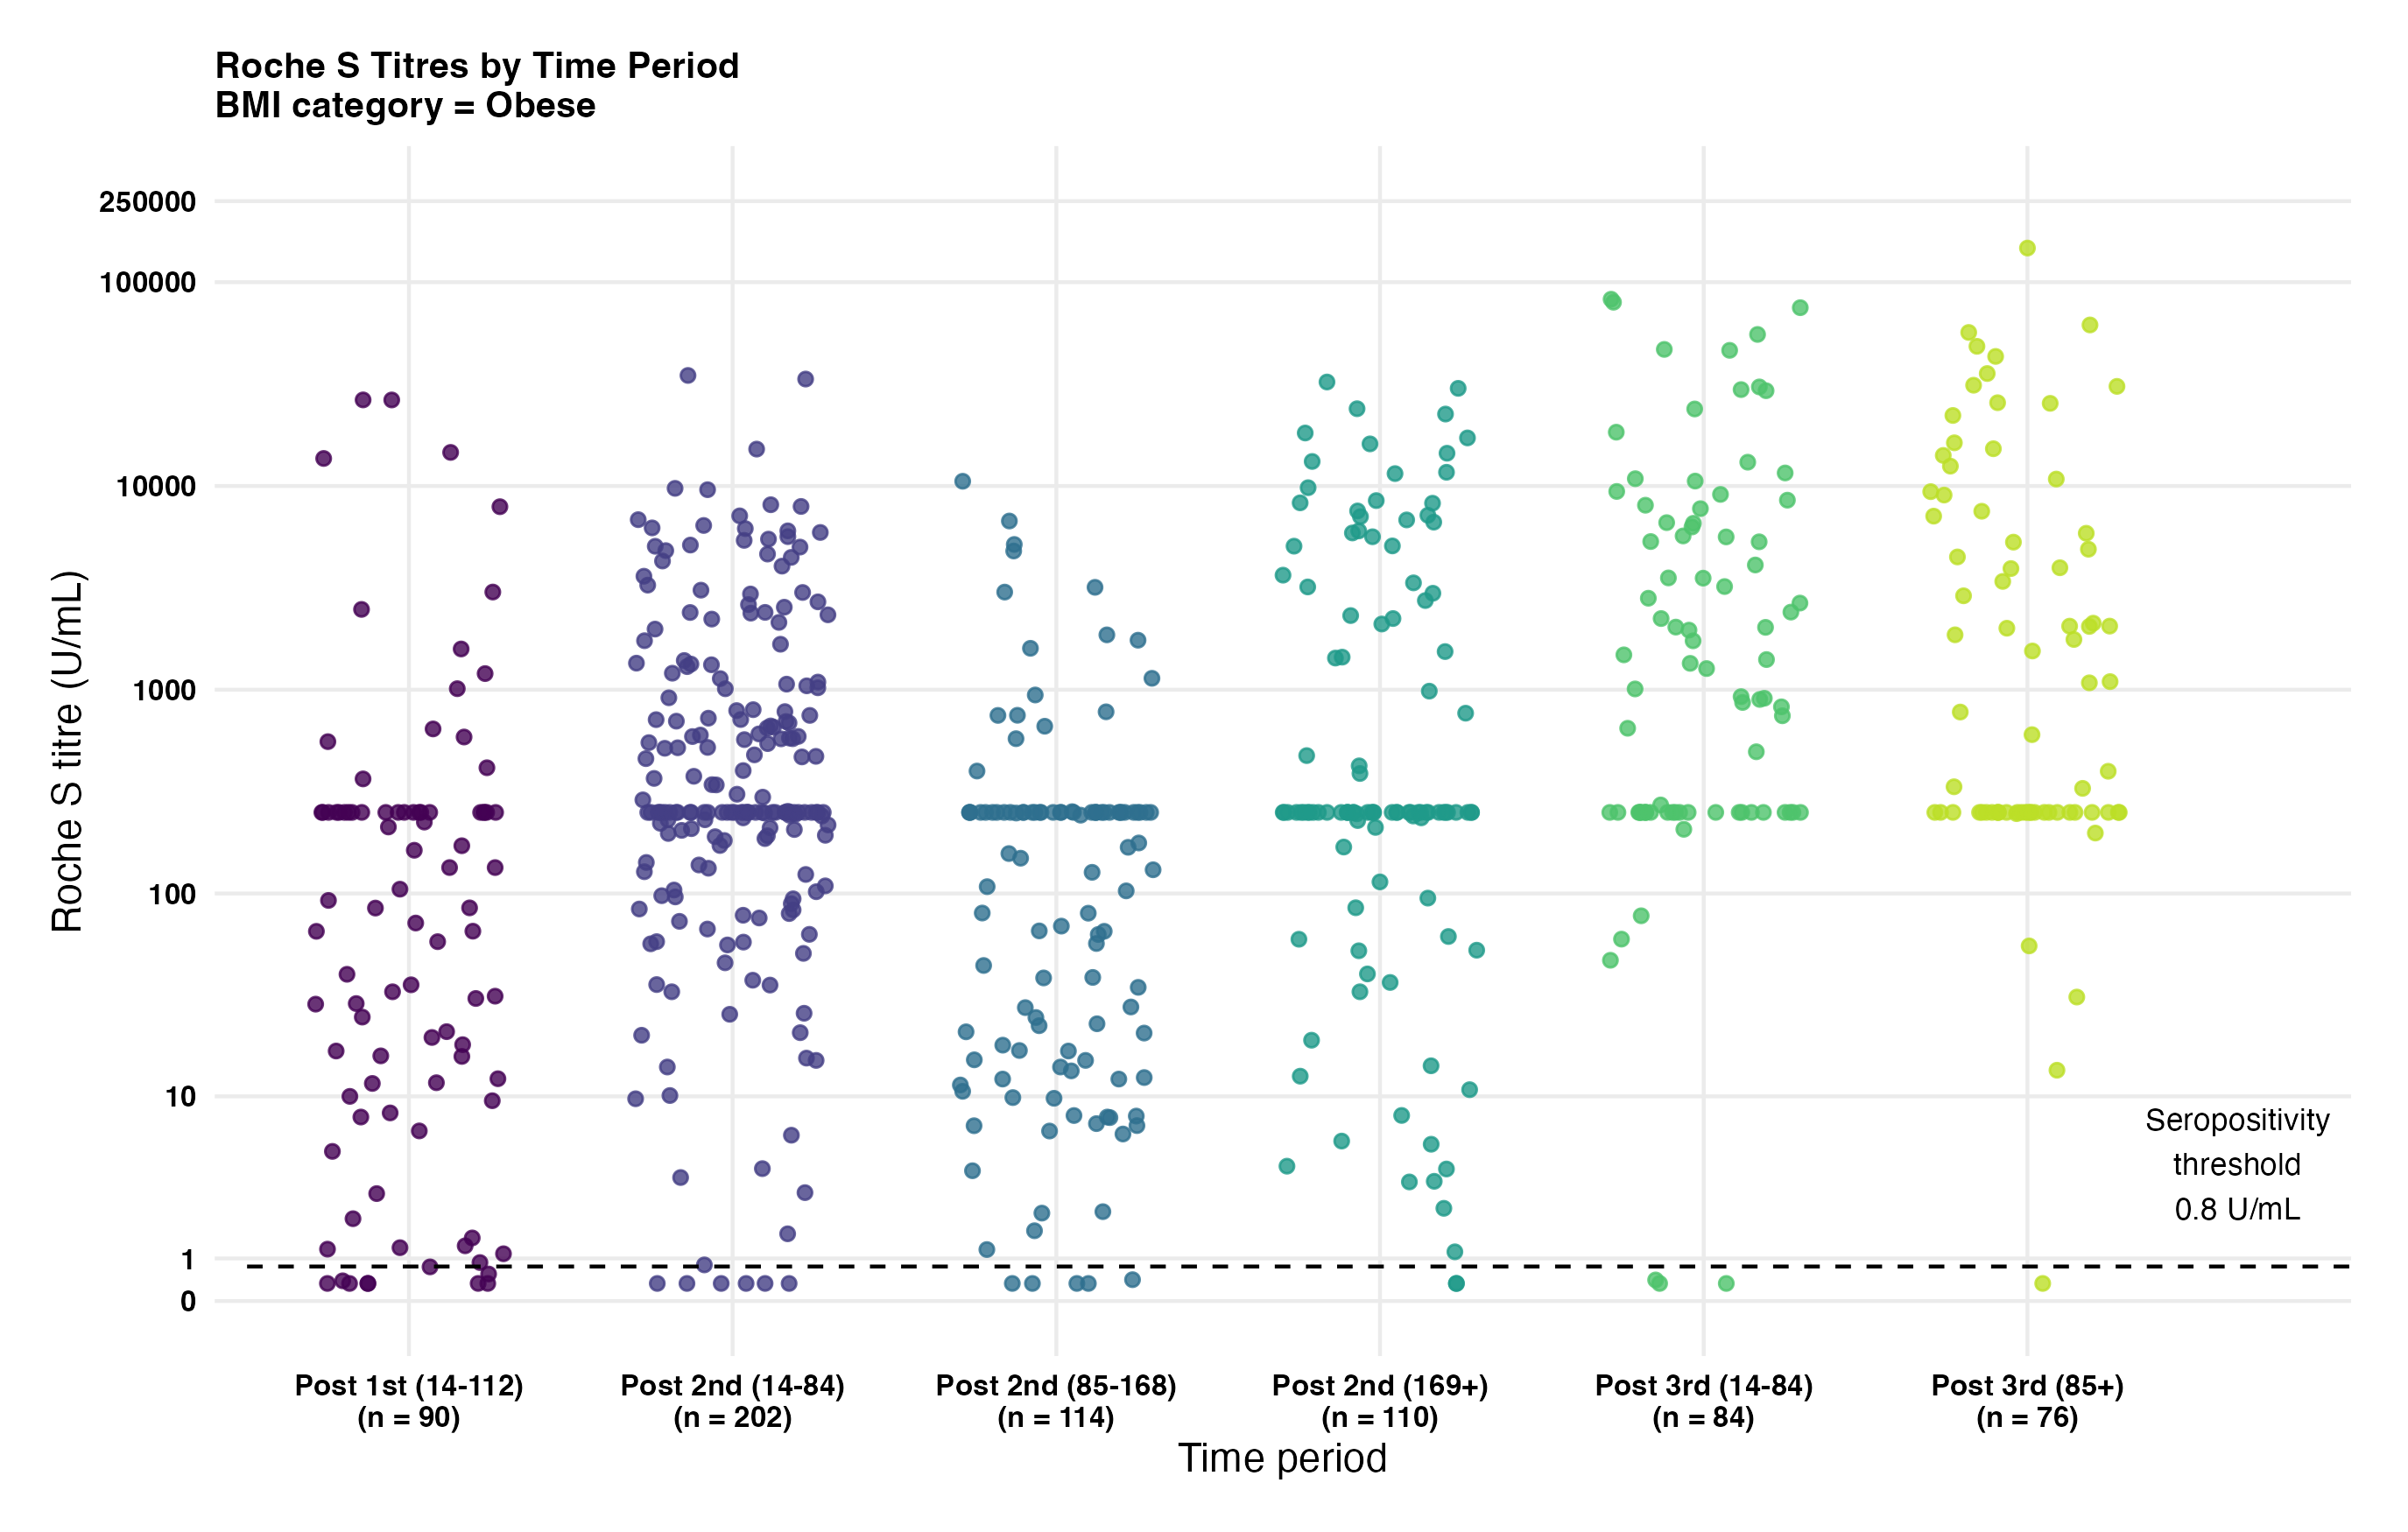 Roche S Titres by Time Period
BMI category = Obese
Roche S titre (U/mL)
250000
100000
10000
1000
100
10
1
0
Seropositivity
threshold
0.8 U/mL
Post 1st (14-112)
(n = 90)
Post 2nd (14-84)
(n = 202)
Post 2nd (85-168)
(n = 114)
Post 2nd (169+)
(n = 110)
Post 3rd (14-84)
(n = 84)
Post 3rd (85+)
(n = 76)
Time period